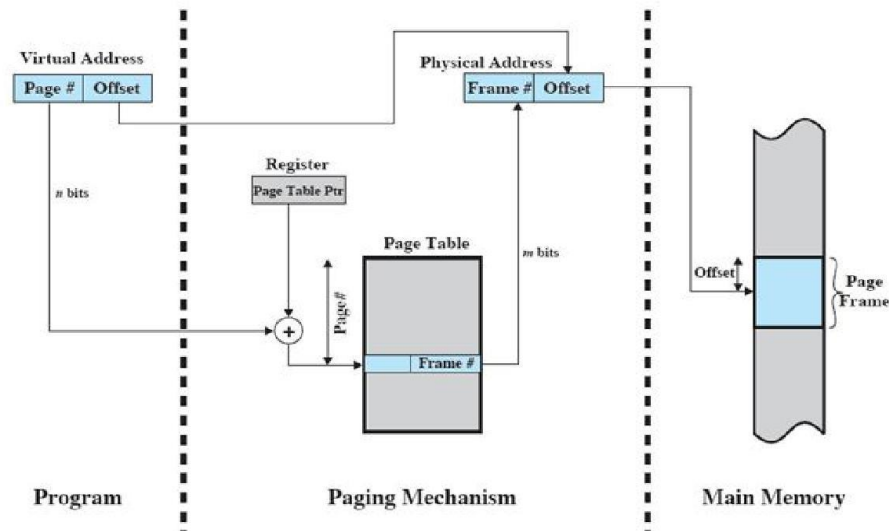 Virtual Address
Page # Offset
Physical Address
Frame # Offset
Register
Page Table Ptr
n bits
Page Table
m bits
Page#
Offset
Page
Frame
Frame #
Program
Paging Mechanism
Main Memory